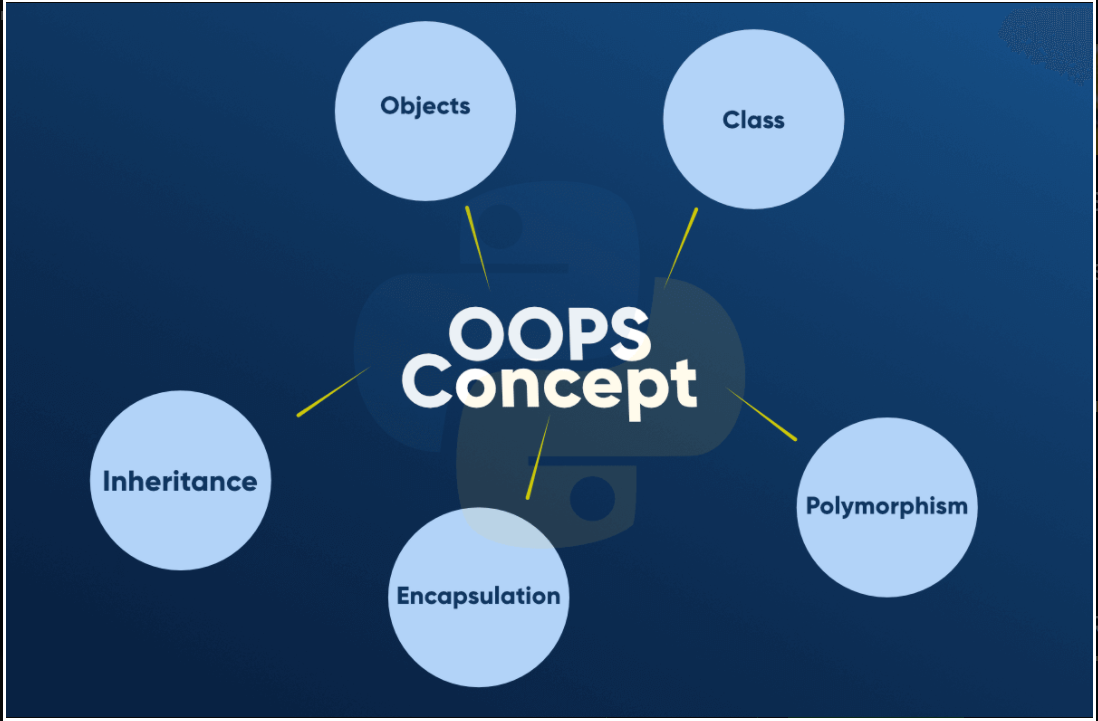 Objects
Class
OOPS
Concept
Inheritance
Polymorphism
Encapsulation